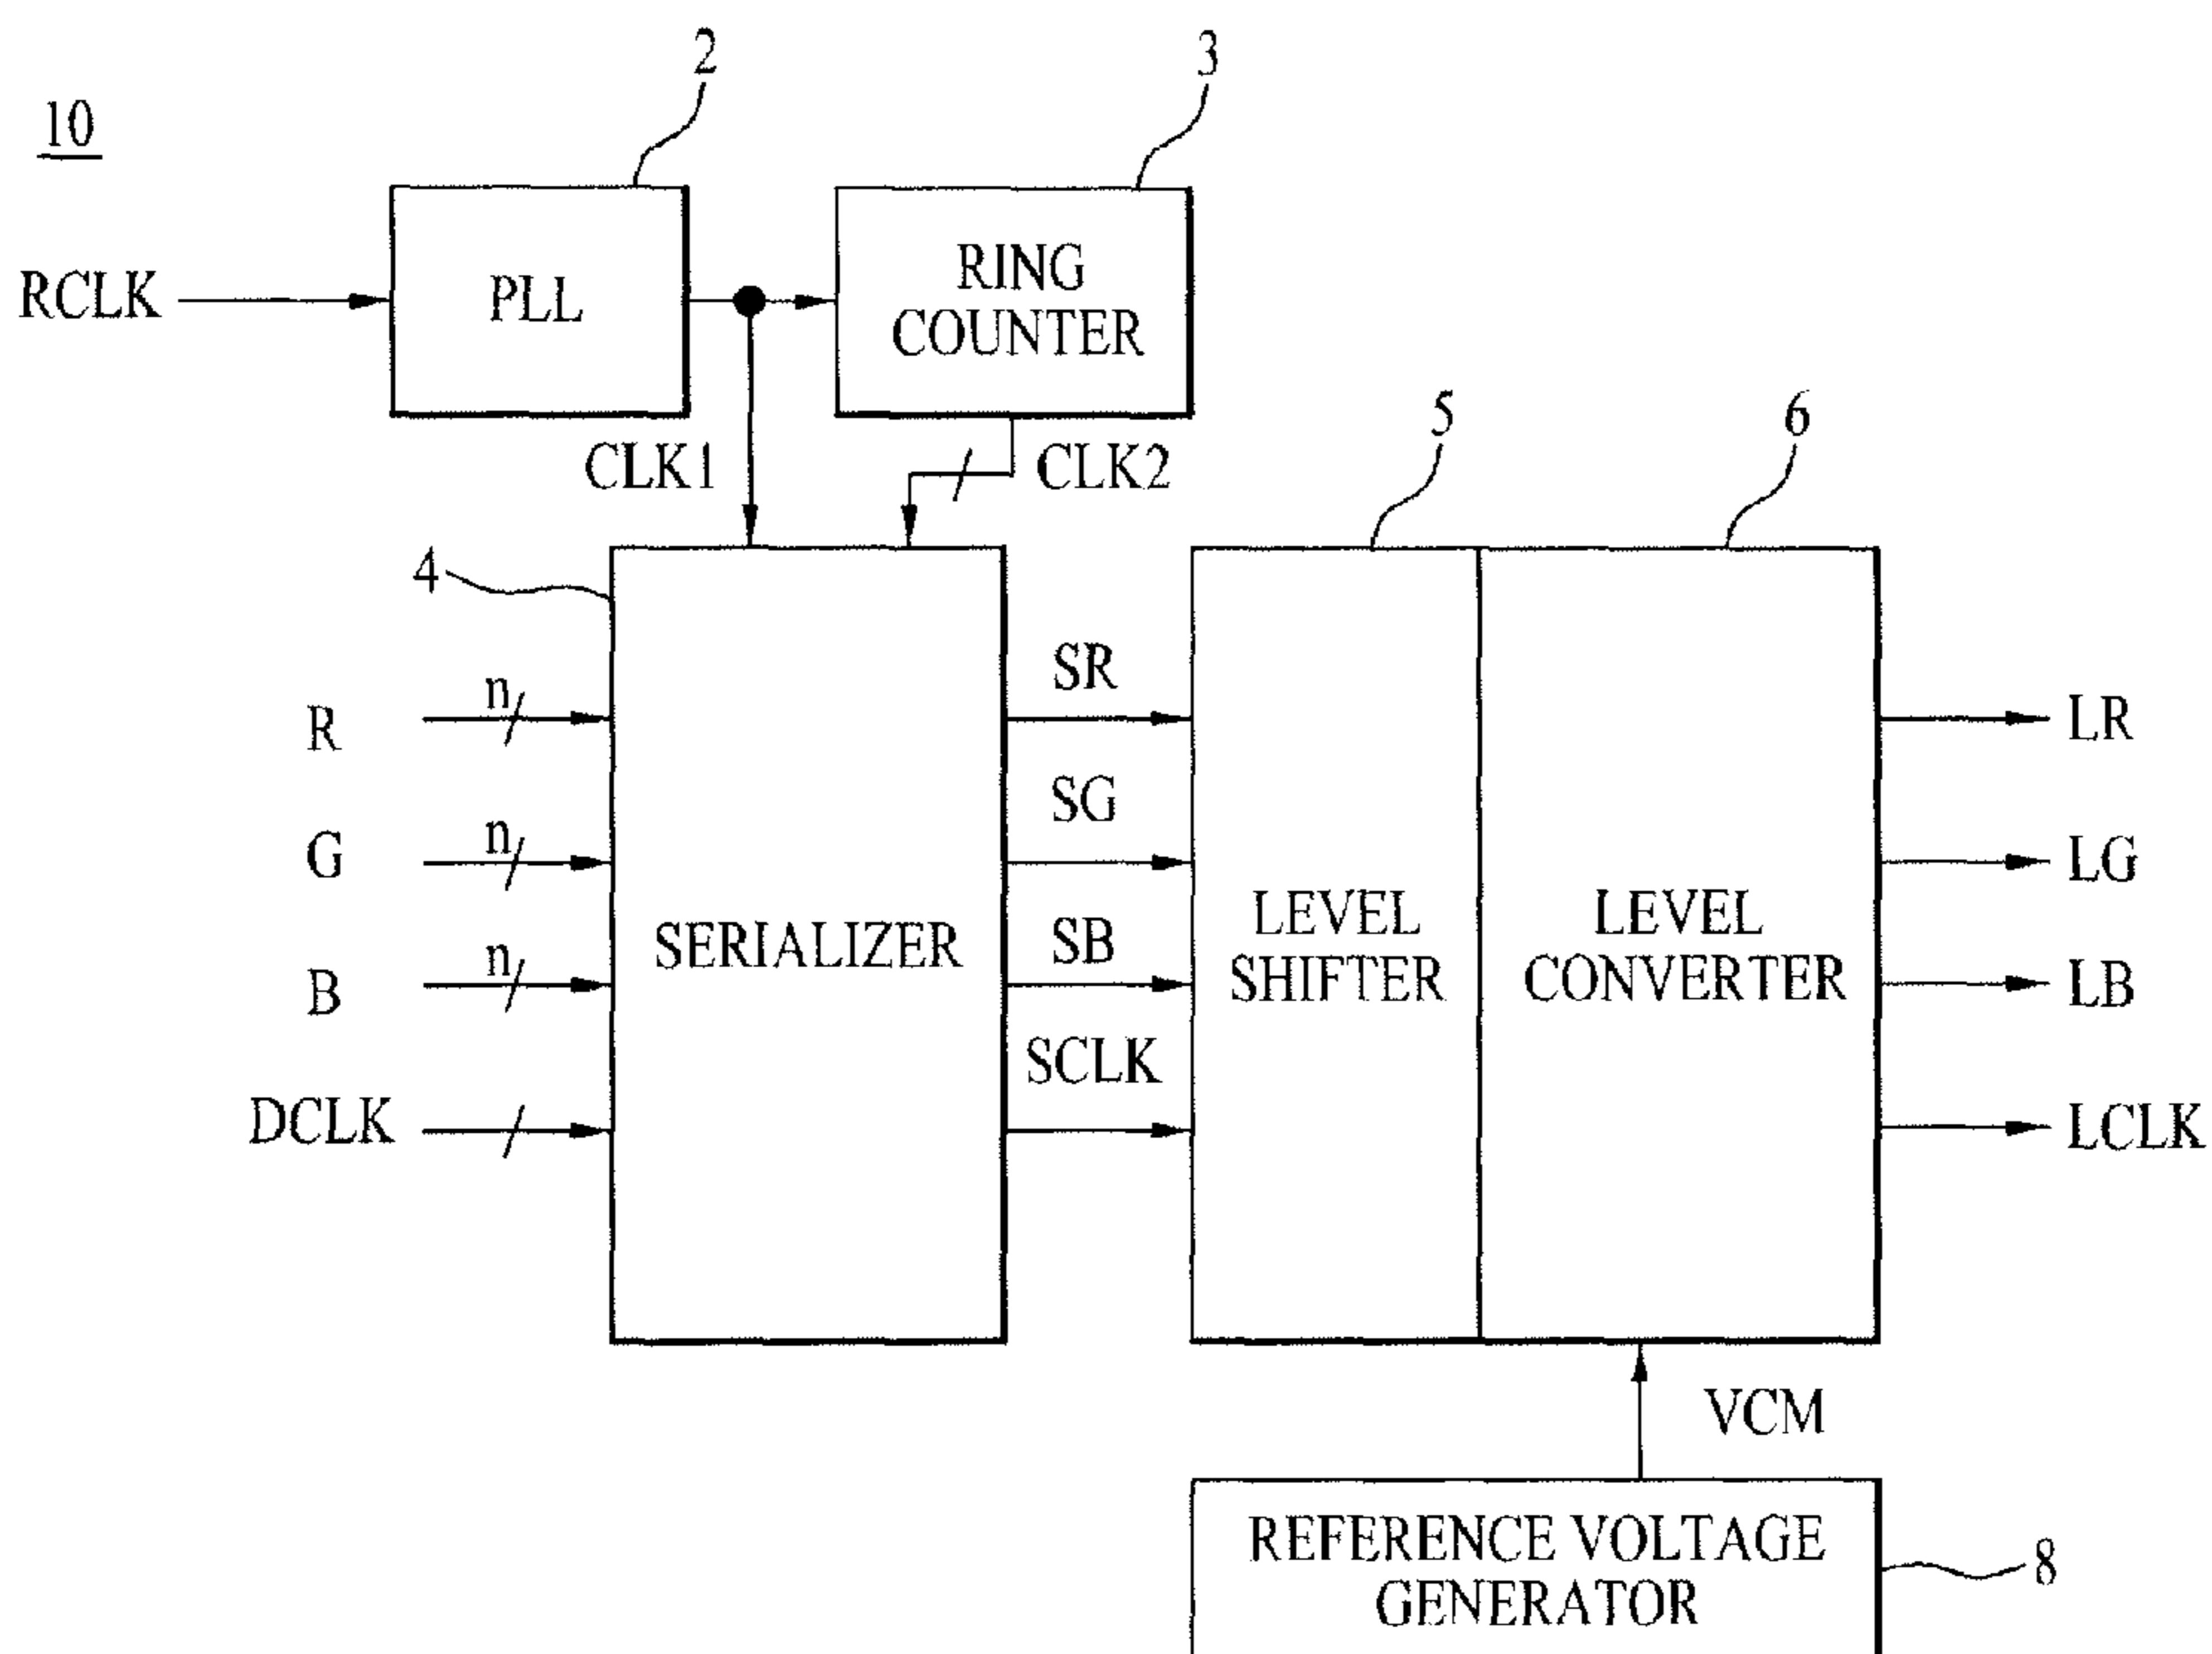 10
2
3
RCLK
PLL
RING
COUNTER
CLK1
CLK2
5
6
4
R
n
SR
LR
G
n
SG
LG
B
n
SB
LB
SERIALIZER
LEVEL
SHIFTER
LEVEL
CONVERTER
DCLK
SCLK
LCLK
VCM
REFERENCE VOLTAGE
GENERATOR
8